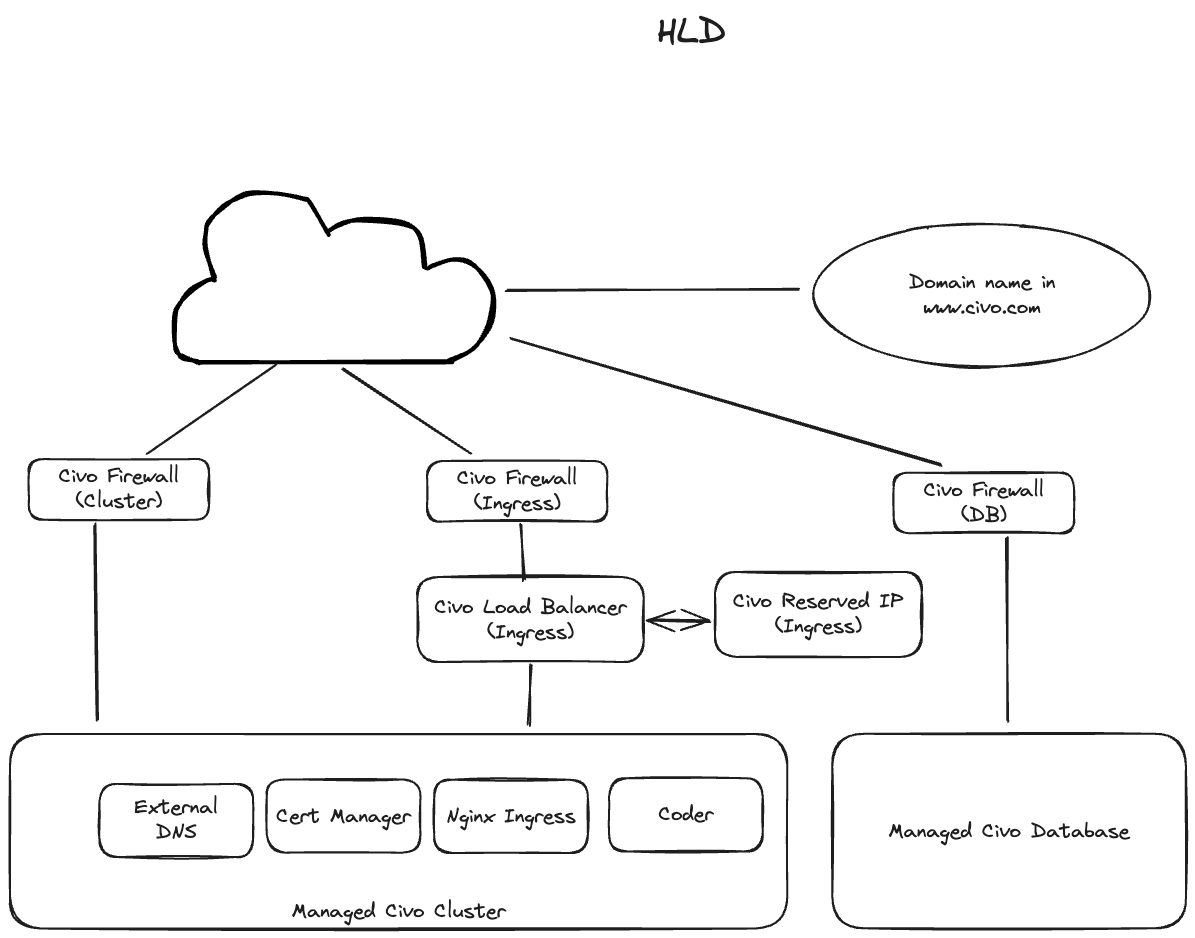 HLD
Domain name in
www.civo.com
Civo Firewall
(Cluster)
Civo Firewall
(Ingress)
Civo Firewall
(DB)
Civo Load Balancer
(Ingress)
Civo Reserved IP
(Ingress)
External
DNS
Cert Manager
Nginx Ingress
Coder
Managed Civo Cluster
Managed Civo Database